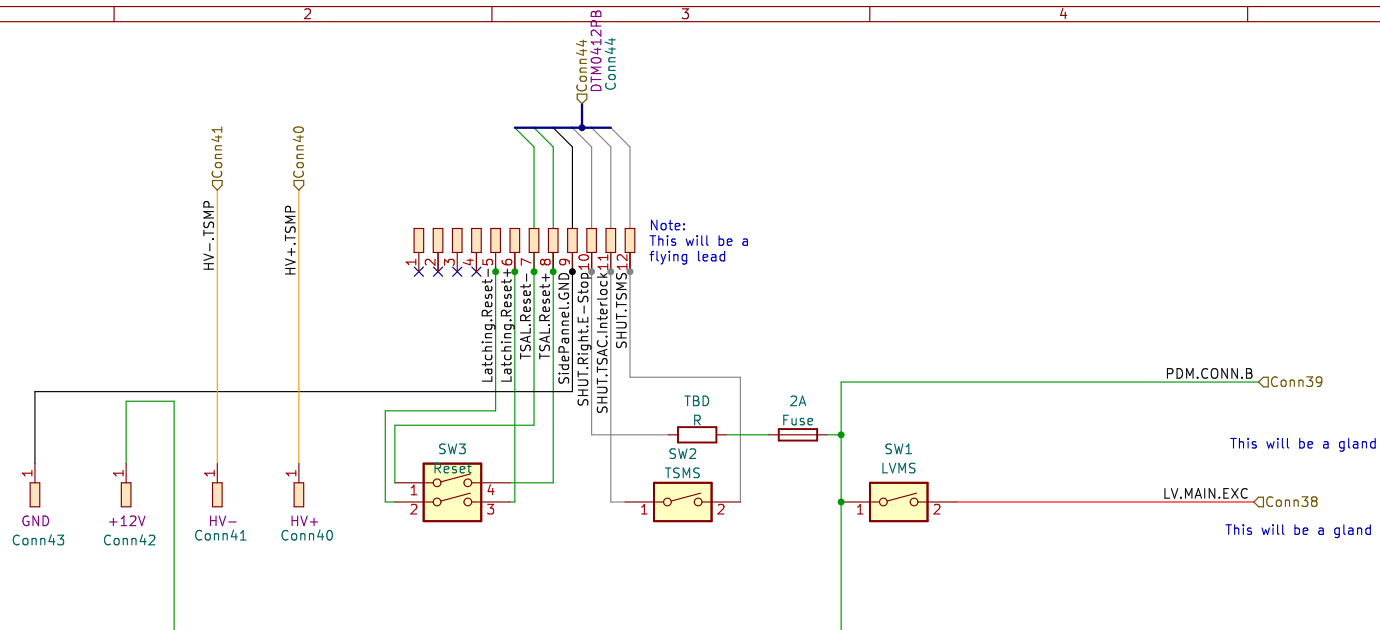 2
3
4
Conn44
DTM0412PB
Conn44
Conn41
Conn40
HV-.TSMP
HV+.TSMP
Note:
This will be a
flying lead
1
2
3
4
5
6
7
8
9
10
11
12
Latching.Reset-
Latching.Reset+
TSAL.Reset-
TSAL.Reset+
SidePannel.GND
SHUT.Right.E-Stop
SHUT.TSAC.Interlock
SHUT.TSMS
PDM.CONN.B
Conn39
TBD
R
2A
Fuse
This will be a gland
SW3
Reset
1
2
4
3
SW2
TSMS
1
2
SW1
LVMS
1
2
LV.MAIN.EXC
Conn38
This will be a gland
1
GND
Conn43
1
+12V
Conn42
1
HV-
Conn41
1
HV+
Conn40